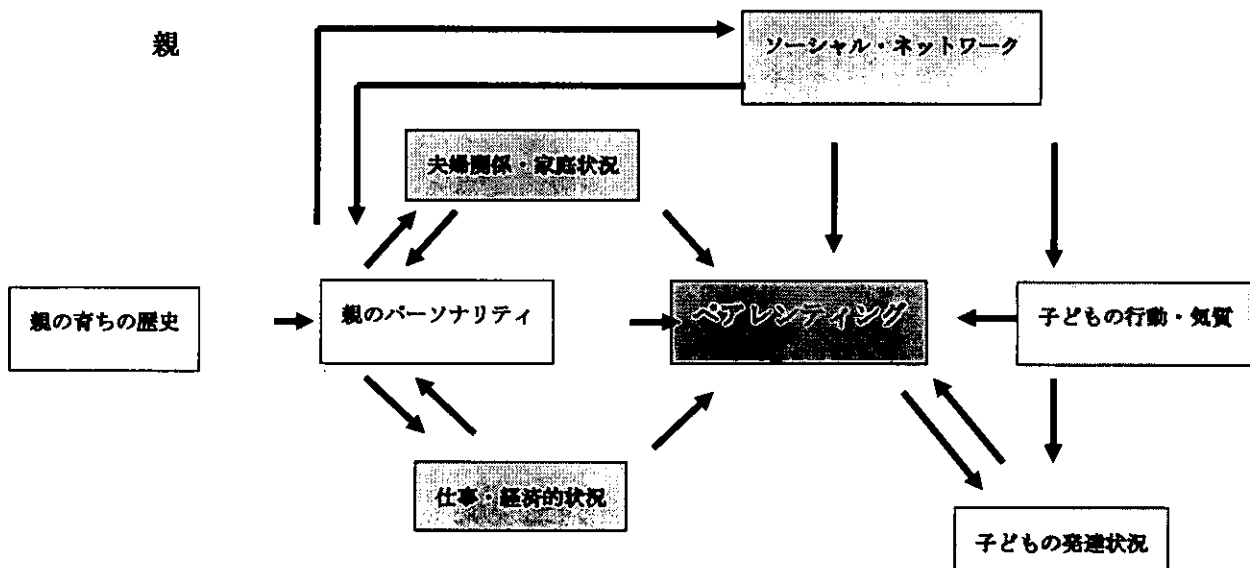 親
ソーシャル・ネットワーク
夫婦関係・家庭状況
親の育ちの歴史
親のパーソナリティ
ペアレンティング
子どもの行動・気質
仕事・経済的状況
子どもの発達状況